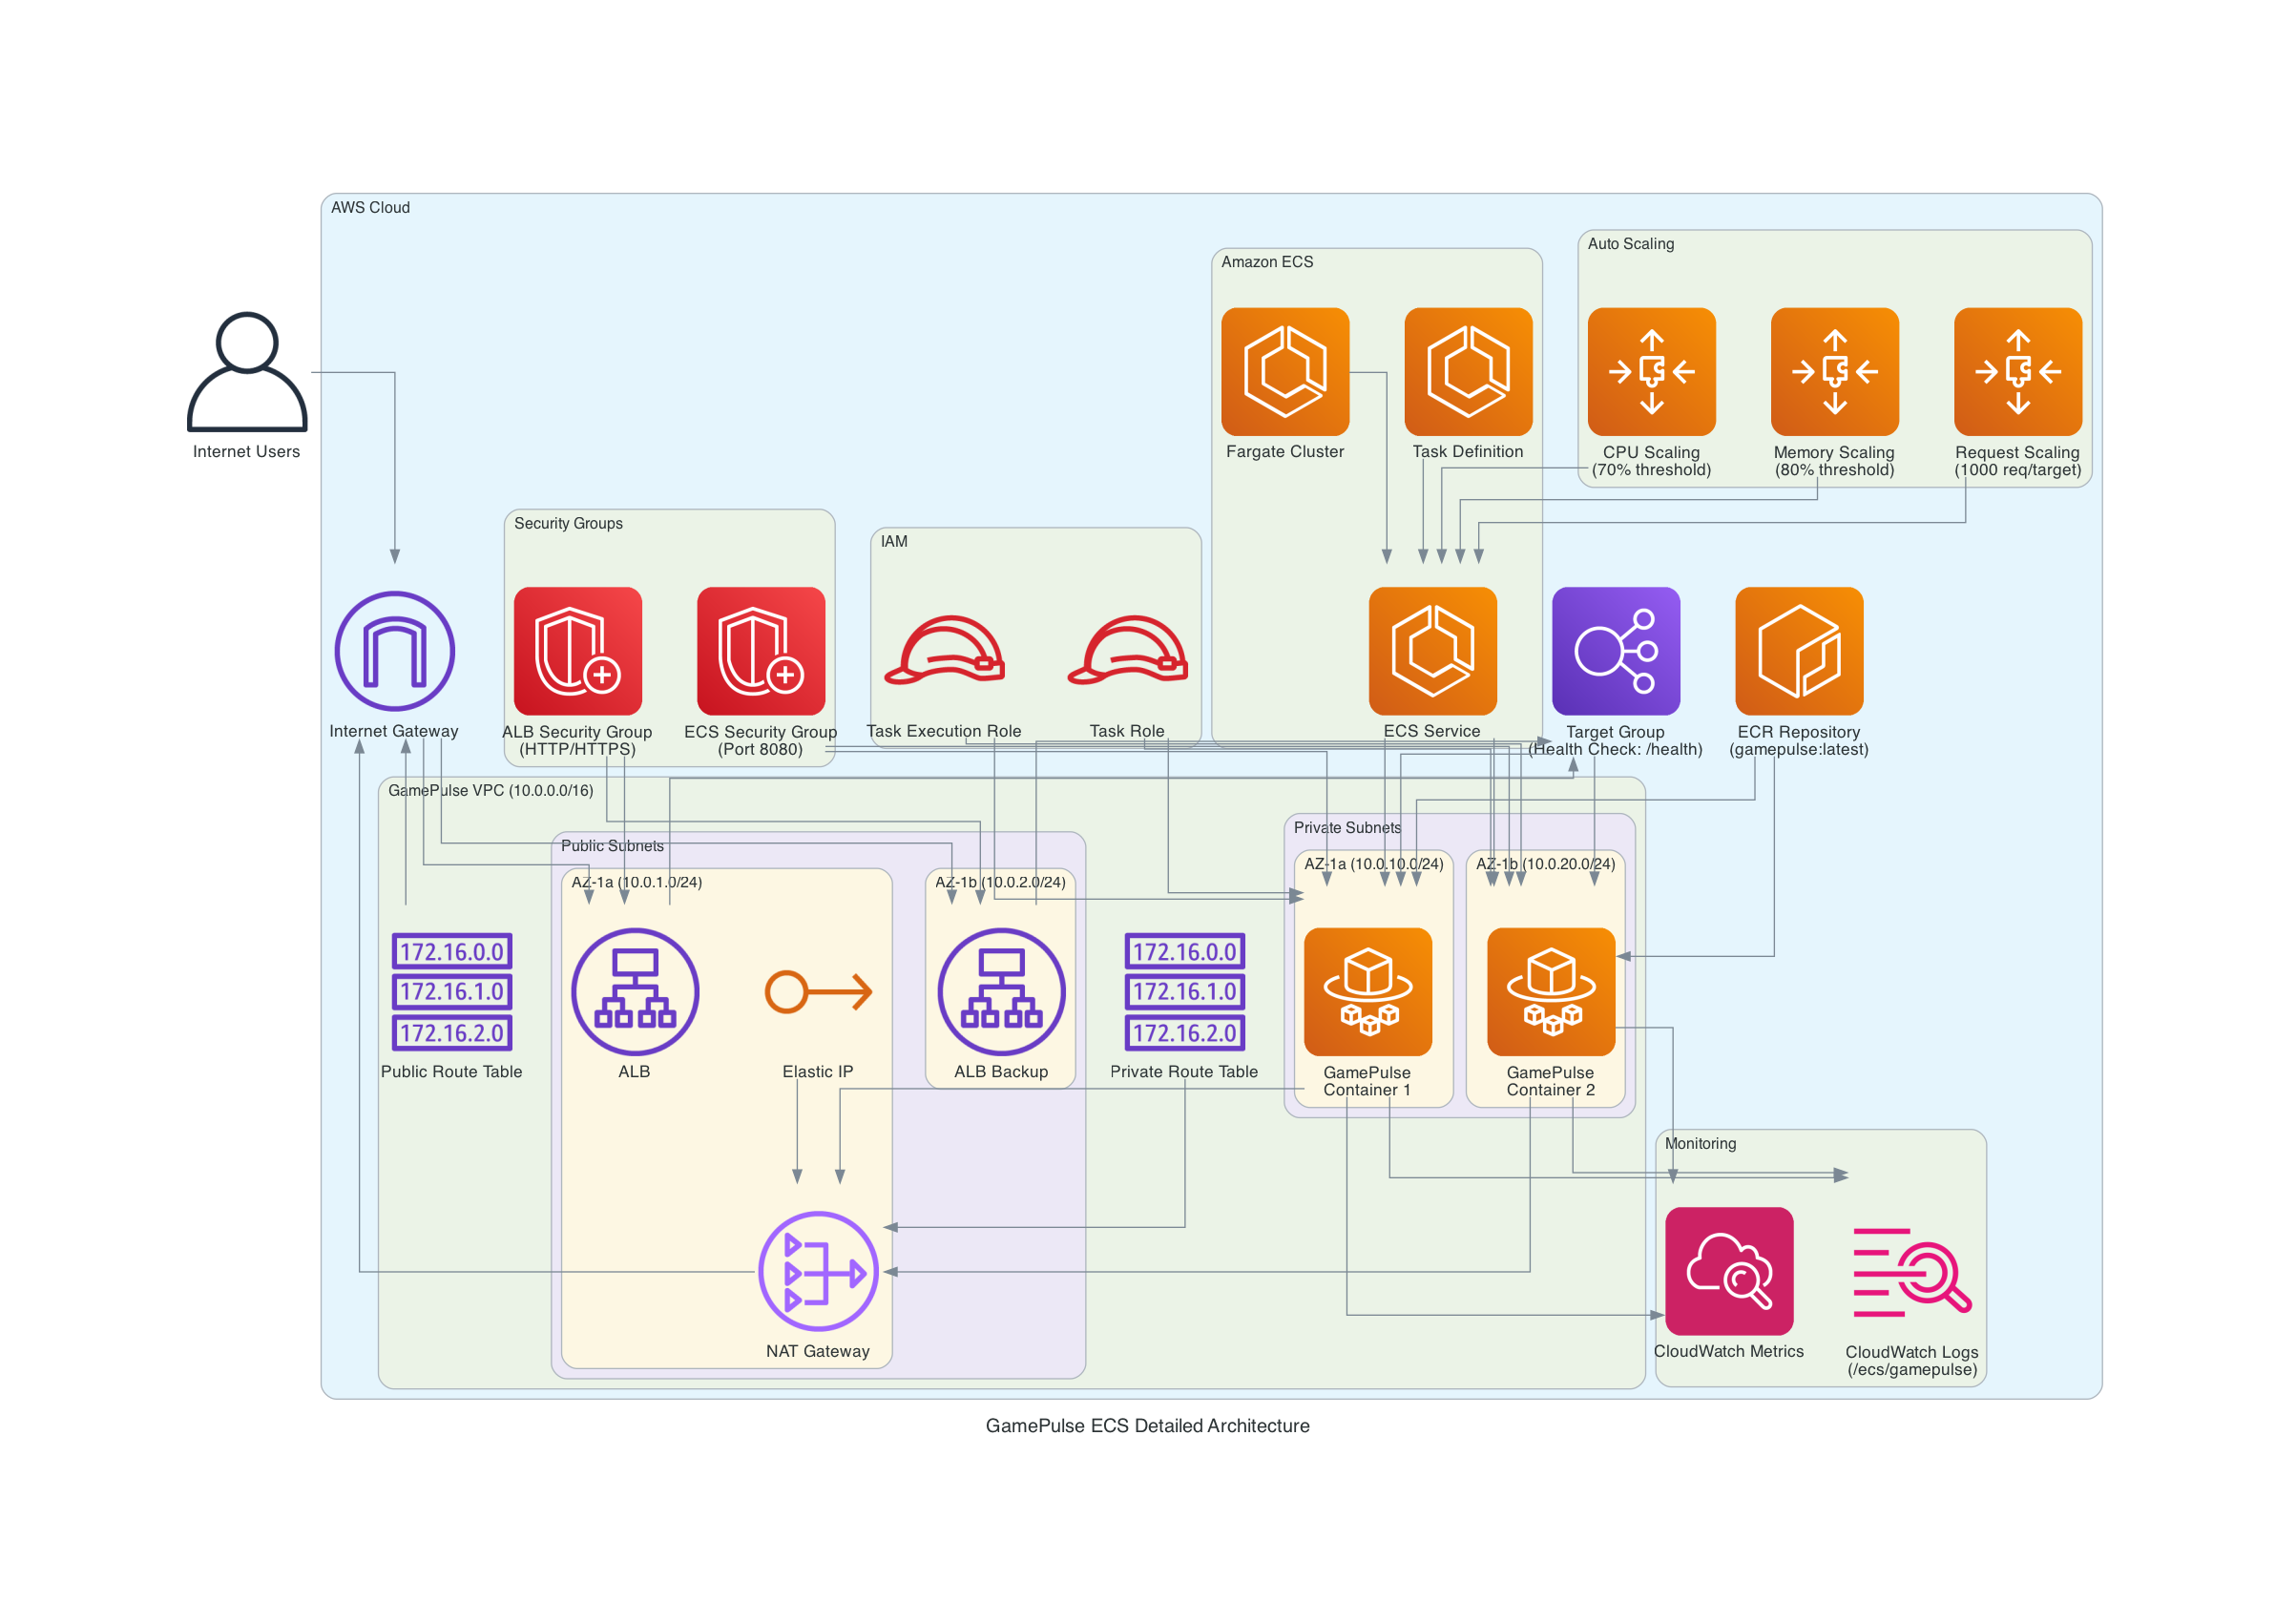 AWS Cloud
Auto Scaling
Amazon ECS
Internet Users
Fargate Cluster
Task Definition
CPU Scaling
(70% threshold)
Memory Scaling
(80% threshold)
Request Scaling
(1000 req/target)
Security Groups
IAM
Internet Gateway
ALB Security Group
(HTTP/HTTPS)
ECS Security Group
(Port 8080)
Task Execution Role
Task Role
ECS Service
Target Group
(Health Check: /health)
ECR Repository
(gamepulse:latest)
GamePulse VPC (10.0.0.0/16)
Public Subnets
Private Subnets
AZ-1a (10.0.1.0/24)
AZ-1b (10.0.2.0/24)
AZ-1a (10.0.10.0/24)
AZ-1b (10.0.20.0/24)
172.16.0.0
172.16.1.0
172.16.2.0
Public Route Table
ALB
Elastic IP
ALB Backup
172.16.0.0
172.16.1.0
172.16.2.0
Private Route Table
GamePulse
Container 1
GamePulse
Container 2
Monitoring
NAT Gateway
CloudWatch Metrics
CloudWatch Logs
(/ecs/gamepulse)
GamePulse ECS Detailed Architecture